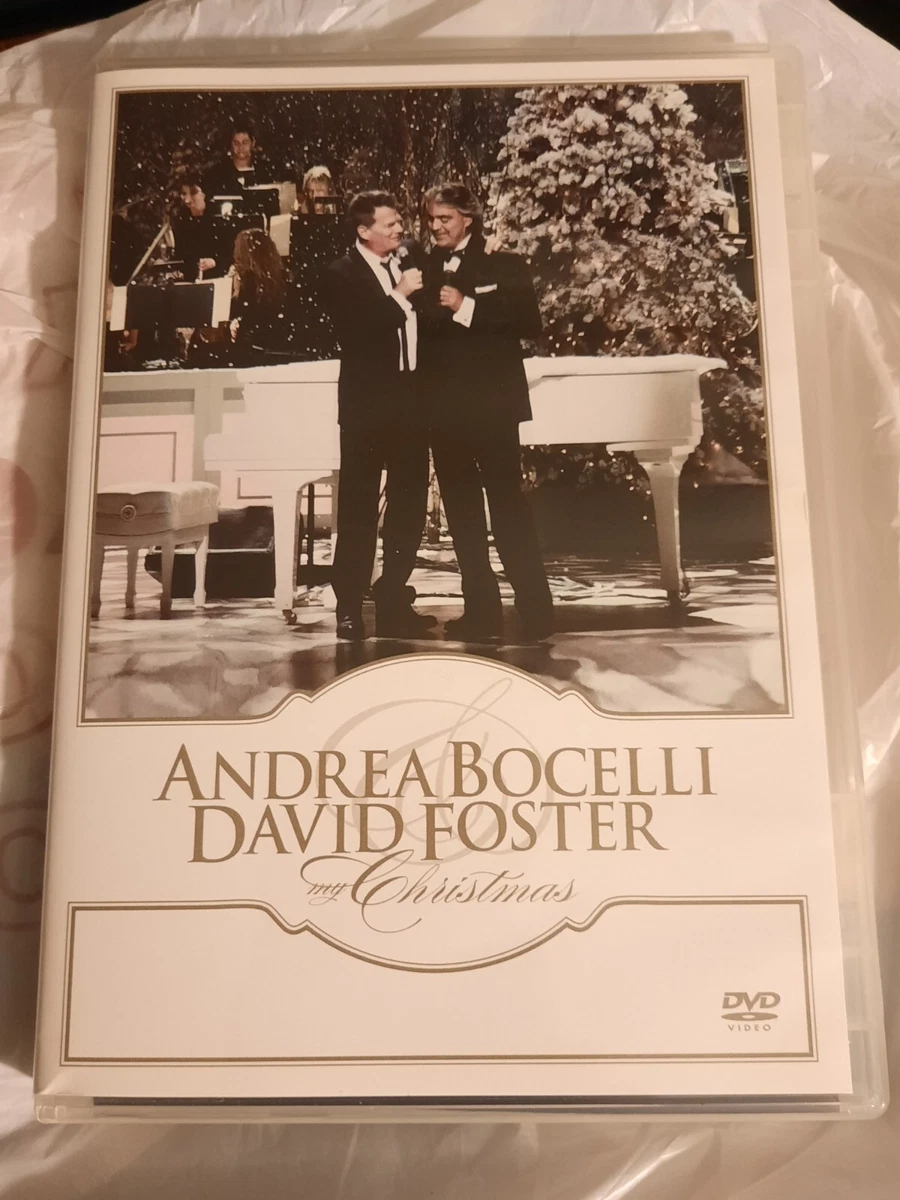 ANDREA BOCELLI
&
DAVID FOSTER
my Christmas
DVD
VIDEO